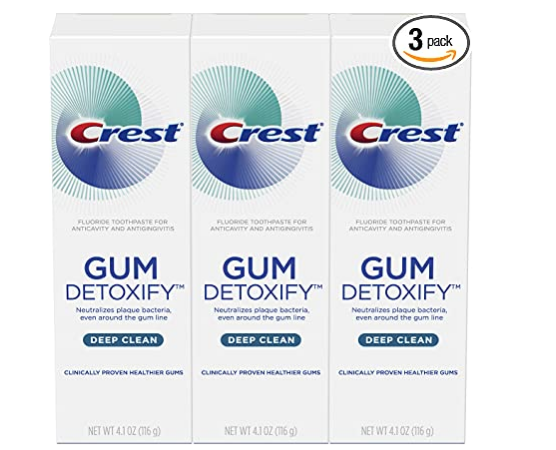 3 pack
Crest
FLUORIDE TOOTHPASTE FOR
ANTICAVITY AND ANTIGINGIVITIS
GUM
DETOXIFY™
Neutralizes plaque bacteria,
even around the gum line
DEEP CLEAN
CLINICALLY PROVEN HEALTHIER GUMS
NET WT 4.1 OZ (116 g)
Crest
FLUORIDE TOOTHPASTE FOR
ANTICAVITY AND ANTIGINGIVITIS
GUM
DETOXIFY™
Neutralizes plaque bacteria,
even around the gum line
DEEP CLEAN
CLINICALLY PROVEN HEALTHIER GUMS
NET WT 4.1 OZ (116 g)
Crest
FLUORIDE TOOTHPASTE FOR
ANTICAVITY AND ANTIGINGIVITIS
GUM
DETOXIFY™
Neutralizes plaque bacteria,
even around the gum line
DEEP CLEAN
CLINICALLY PROVEN HEALTHIER GUMS
NET WT 4.1 OZ (116 g)